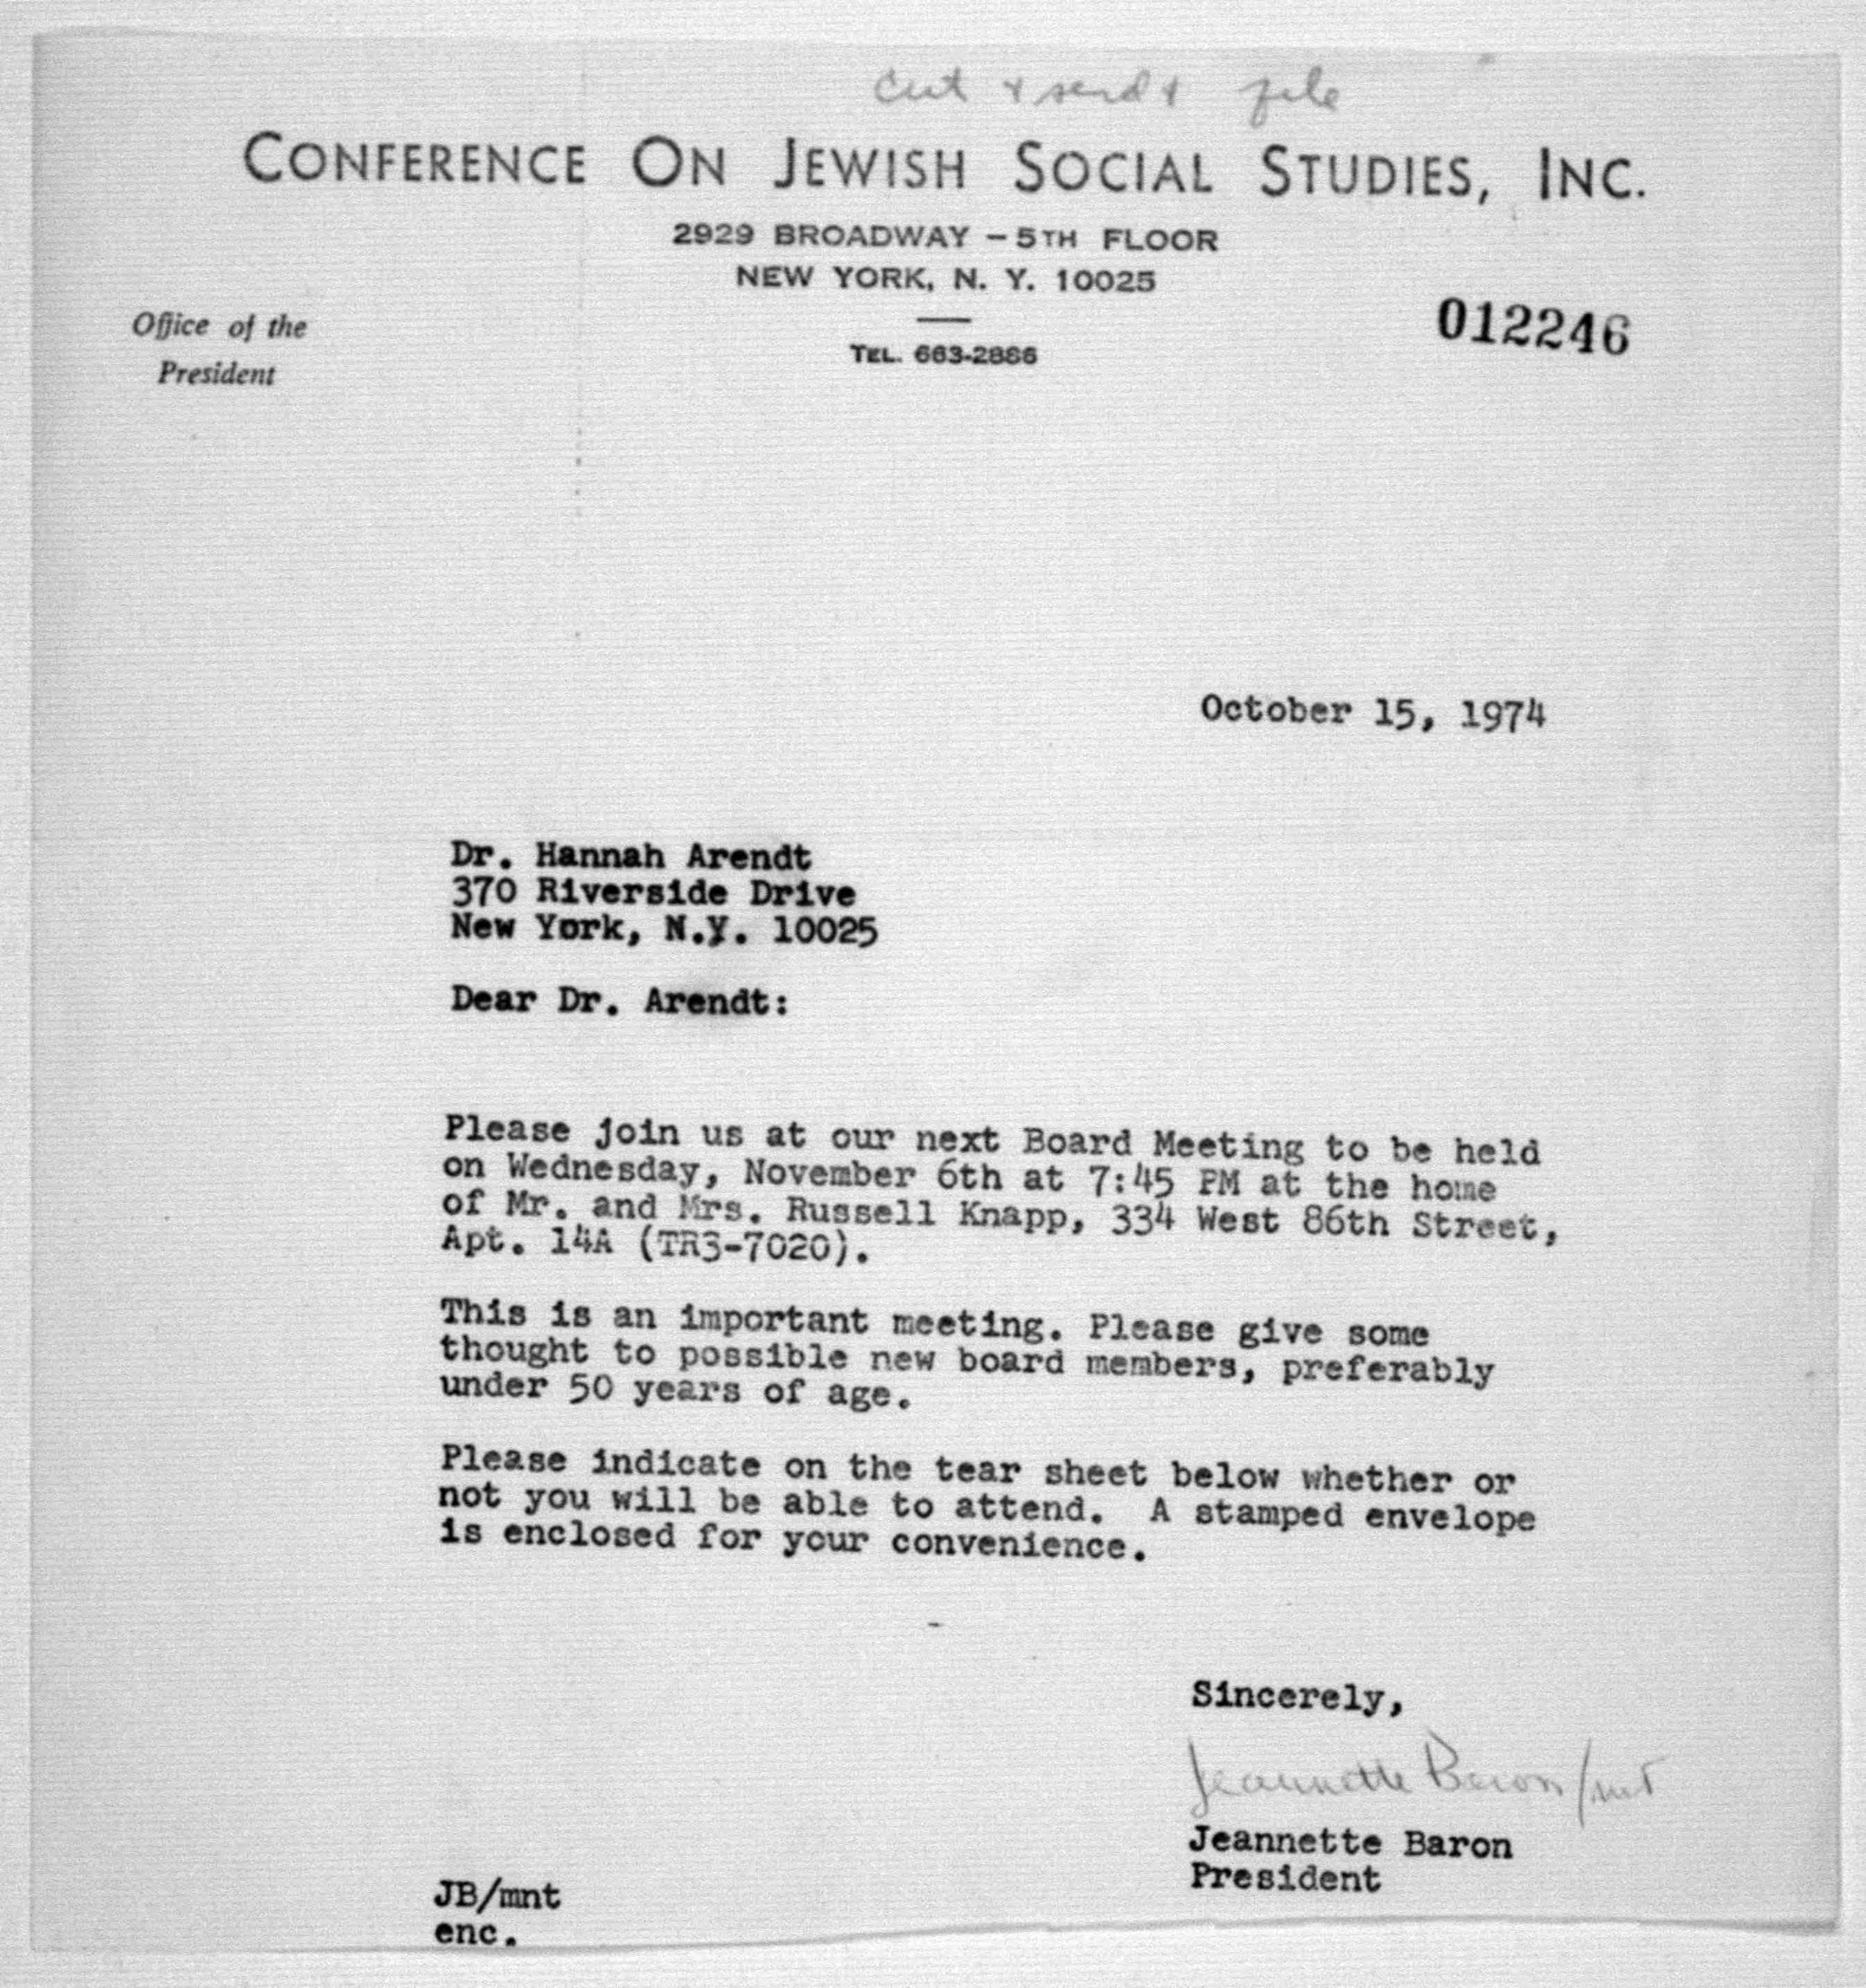 cut + send + file
CONFERENCE ON JEWISH SOCIAL STUDIES, INC.
2929 BROADWAY – 5TH FLOOR
NEW YORK, N. Y. 10025
TEL. 663-2886
Office of the
President
012246
October 15, 1974
Dr. Hannah Arendt
370 Riverside Drive
New York, N.Y. 10025
Dear Dr. Arendt:
Please join us at our next Board Meeting to be held
on Wednesday, November 6th at 7:45 PM at the home
of Mr. and Mrs. Russell Knapp, 334 West 86th Street,
Apt. 14A (TR3-7020).
This is an important meeting. Please give some
thought to possible new board members, preferably
under 50 years of age.
Please indicate on the tear sheet below whether or
not you will be able to attend. A stamped envelope
is enclosed for your convenience.
Sincerely,
Jeannette Baron/mnt
Jeannette Baron
President
JB/mnt
enc.